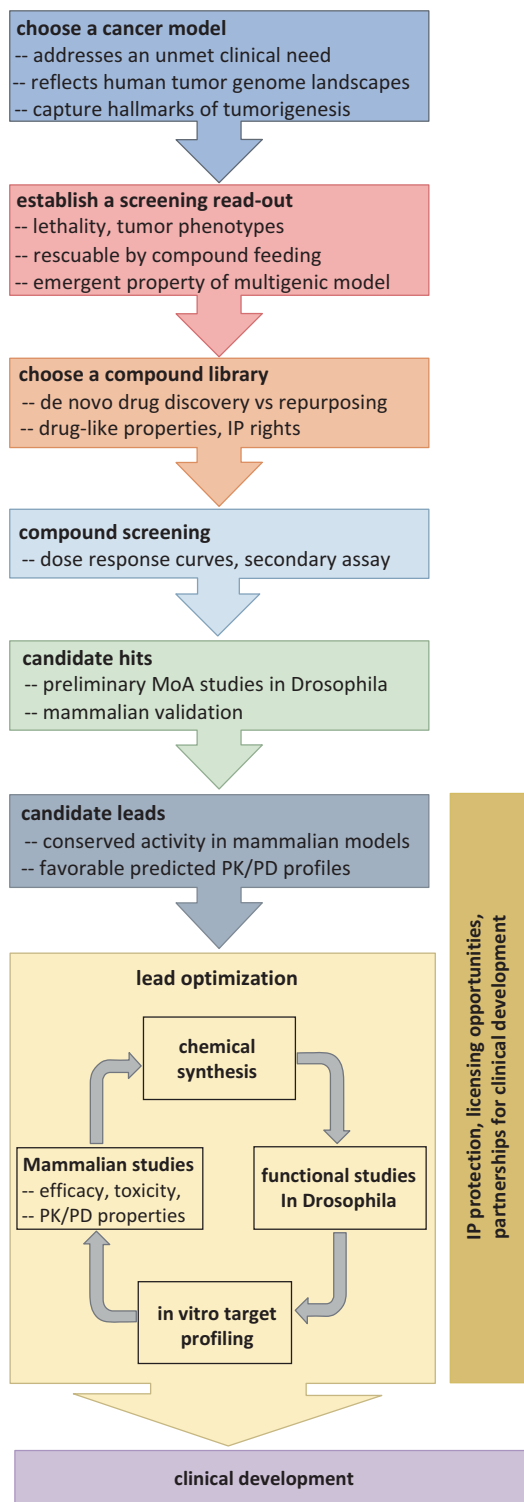 choose a cancer model
-- addresses an unmet clinical need
-- reflects human tumor genome landscapes
-- capture hallmarks of tumorigenesis
establish a screening read-out
-- lethality, tumor phenotypes
-- rescuable by compound feeding
-- emergent property of multigenic model
choose a compound library
-- de novo drug discovery vs repurposing
-- drug-like properties, IP rights
compound screening
-- dose response curves, secondary assay
candidate hits
-- preliminary MoA studies in Drosophila
-- mammalian validation
candidate leads
-- conserved activity in mammalian models
-- favorable predicted PK/PD profiles
lead optimization
chemical
synthesis
functional studies
In Drosophila
in vitro target
profiling
Mammalian studies
-- efficacy, toxicity,
-- PK/PD properties
IP protection, licensing opportunities,
partnerships for clinical development
clinical development